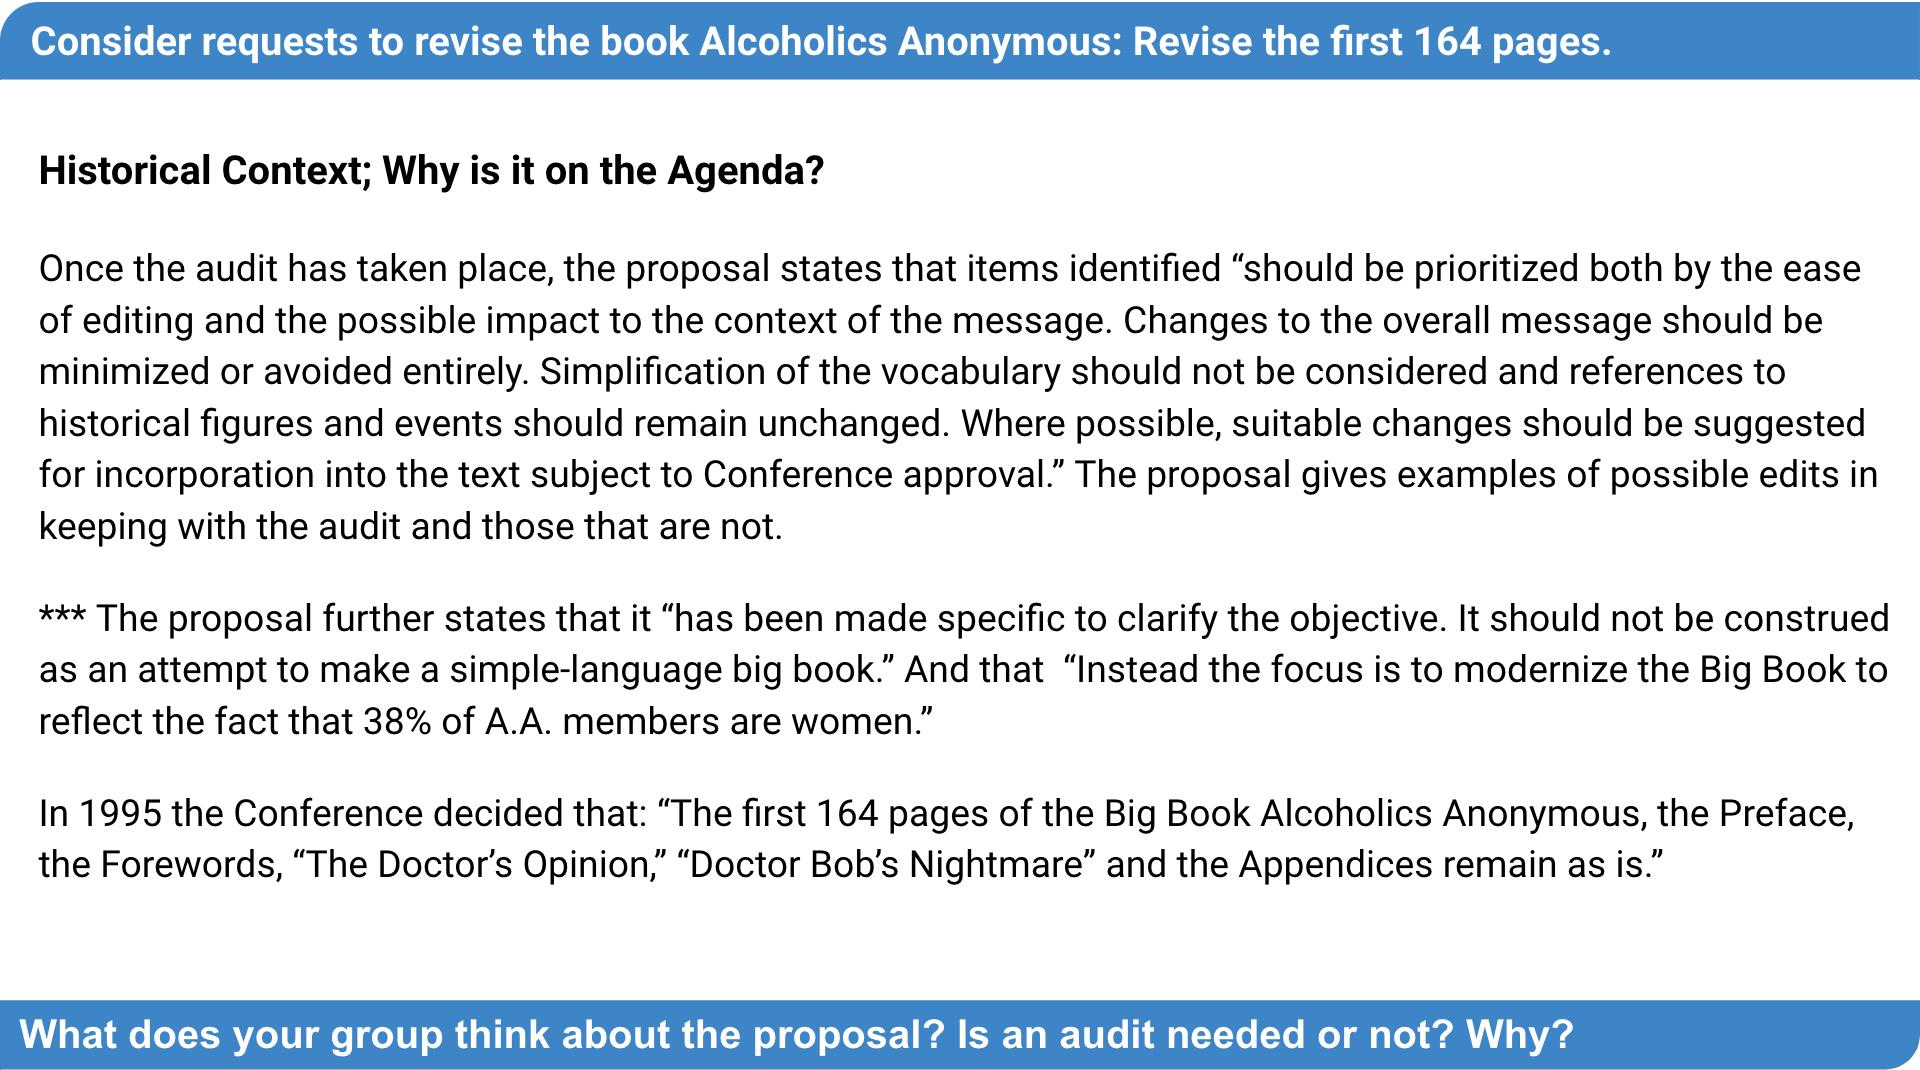 Consider requests to revise the book Alcoholics Anonymous: Revise the first 164 pages.
Historical Context; Why is it on the Agenda?
Once the audit has taken place, the proposal states that items identified “should be prioritized both by the ease
of editing and the possible impact to the context of the message. Changes to the overall message should be
minimized or avoided entirely. Simplification of the vocabulary should not be considered and references to
historical figures and events should remain unchanged. Where possible, suitable changes should be suggested
for incorporation into the text subject to Conference approval.” The proposal gives examples of possible edits in
keeping with the audit and those that are not.
*** The proposal further states that it “has been made specific to clarify the objective. It should not be construed
as an attempt to make a simple-language big book.” And that  “Instead the focus is to modernize the Big Book to
reflect the fact that 38% of A.A. members are women.”
In 1995 the Conference decided that: “The first 164 pages of the Big Book Alcoholics Anonymous, the Preface,
the Forewords, “The Doctor’s Opinion,” “Doctor Bob’s Nightmare” and the Appendices remain as is.”
What does your group think about the proposal? Is an audit needed or not? Why?